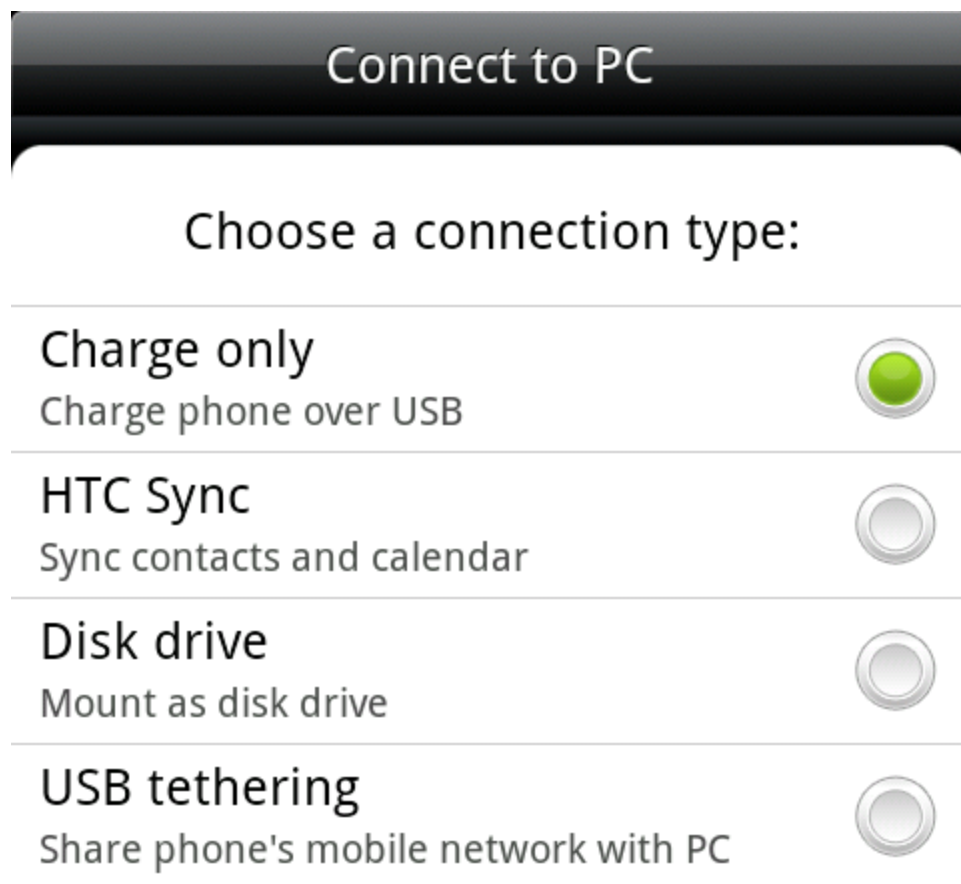 Connect to PC
Choose a connection type:
Charge only
Charge phone over USB
HTC Sync
Sync contacts and calendar
Disk drive
Mount as disk drive
USB tethering
Share phone's mobile network with PC